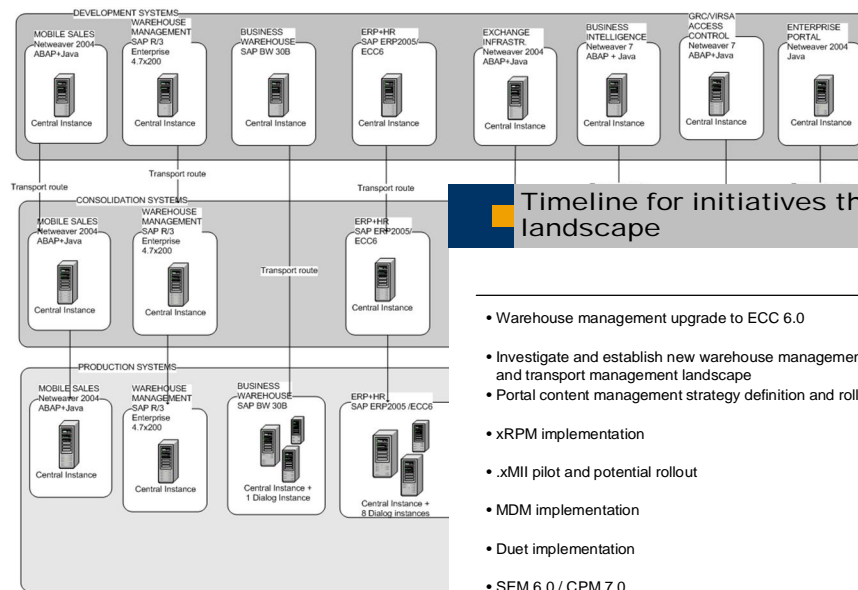 DEVELOPMENT SYSTEMS
MOBILE SALES
Netweaver 2004
ABAP+Java
Central Instance
WAREHOUSE
MANAGEMENT
SAP R/3
Enterprise
4.7x200
Central Instance
BUSINESS
WAREHOUSE
SAP BW 30B
Central Instance
ERP+HR
SAP ERP2005/
ECC6
Central Instance
EXCHANGE
INFRASTR.
Netweaver 2004
ABAP+Java
Central Instance
BUSINESS
INTELLIGENCE
Netweaver 7
ABAP + Java
Central Instance
GRC/VIRSA
ACCESS
CONTROL
Netweaver 7
ABAP+Java
Central Instance
ENTERPRISE
PORTAL
Netweaver 2004
Java
Central Instance
Transport route
Transport route
Transport route
Transport route
CONSOLIDATION SYSTEMS
MOBILE SALES
Netweaver 2004
ABAP+Java
Central Instance
WAREHOUSE
MANAGEMENT
SAP R/3
Enterprise
4.7x200
Central Instance
ERP+HR
SAP ERP2005/
ECC6
Central Instance
PRODUCTION SYSTEMS
MOBILE SALES
Netweaver 2004
ABAP+Java
Central Instance
WAREHOUSE
MANAGEMENT
SAP R/3
Enterprise
4.7x200
Central Instance
BUSINESS
WAREHOUSE
SAP BW 30B
Central Instance +
1 Dialog Instance
ERP+HR
SAP ERP2005 /ECC6
Central Instance +
8 Dialog instances
Timeline for initiatives th
landscape
• Warehouse management upgrade to ECC 6.0
• Investigate and establish new warehouse managemen
and transport management landscape
• Portal content management strategy definition and roll
• xRPM implementation
• .xMII pilot and potential rollout
• MDM implementation
• Duet implementation
• SEM 6.0 / CPM 7.0